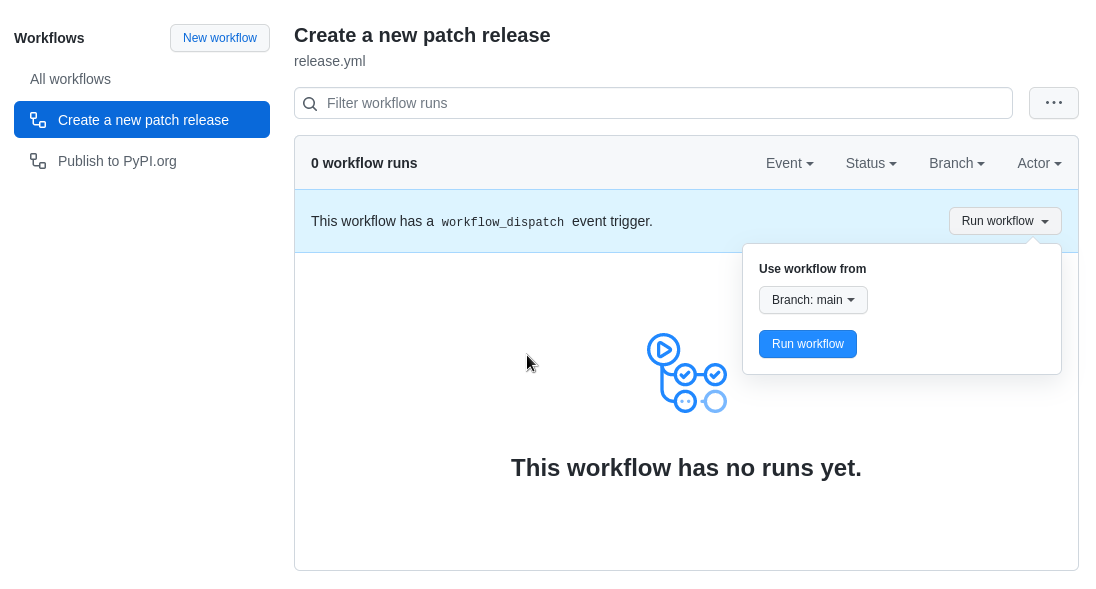 Workflows
New workflow
All workflows
Create a new patch release
Publish to PyPI.org
Create a new patch release
release.yml
Filter workflow runs
0 workflow runs
Event
Status
Branch
Actor
This workflow has a workflow_dispatch event trigger.
Run workflow
Use workflow from
Branch: main
Run workflow
This workflow has no runs yet.